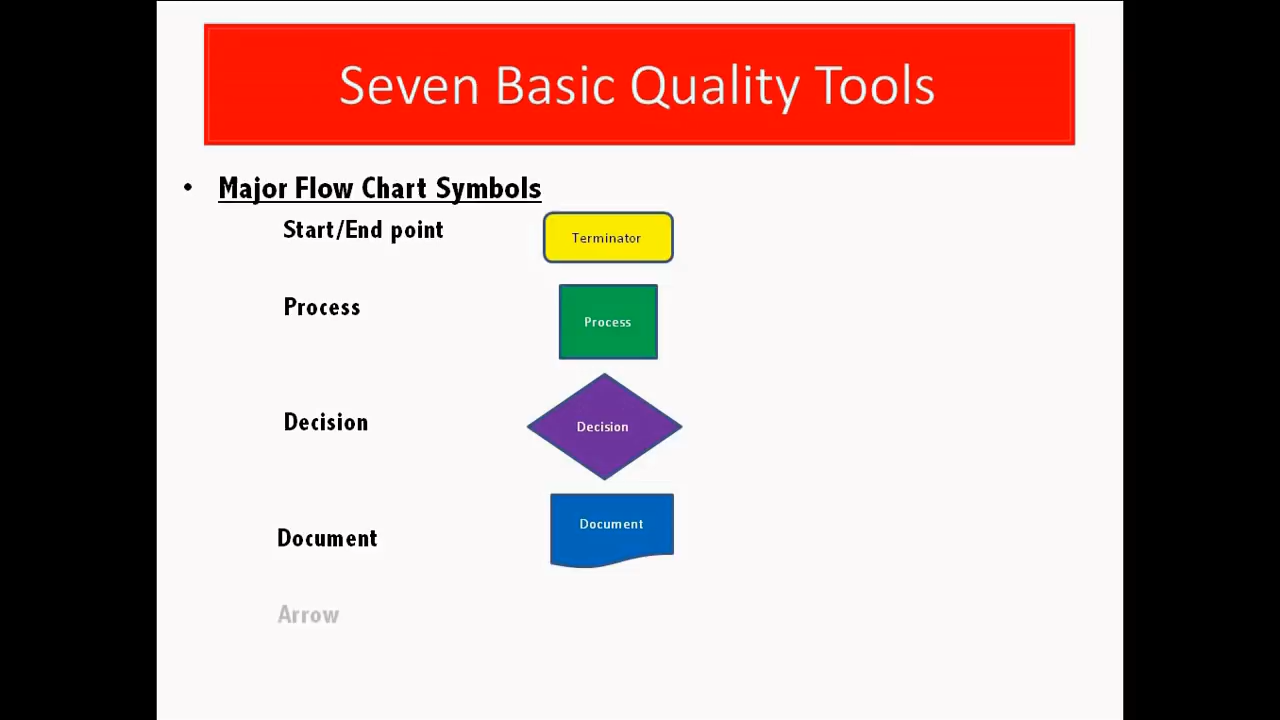 Seven Basic Quality Tools
• Major Flow Chart Symbols
Start/End point
Terminator
Process
Process
Decision
Decision
Document
Document
Arrow